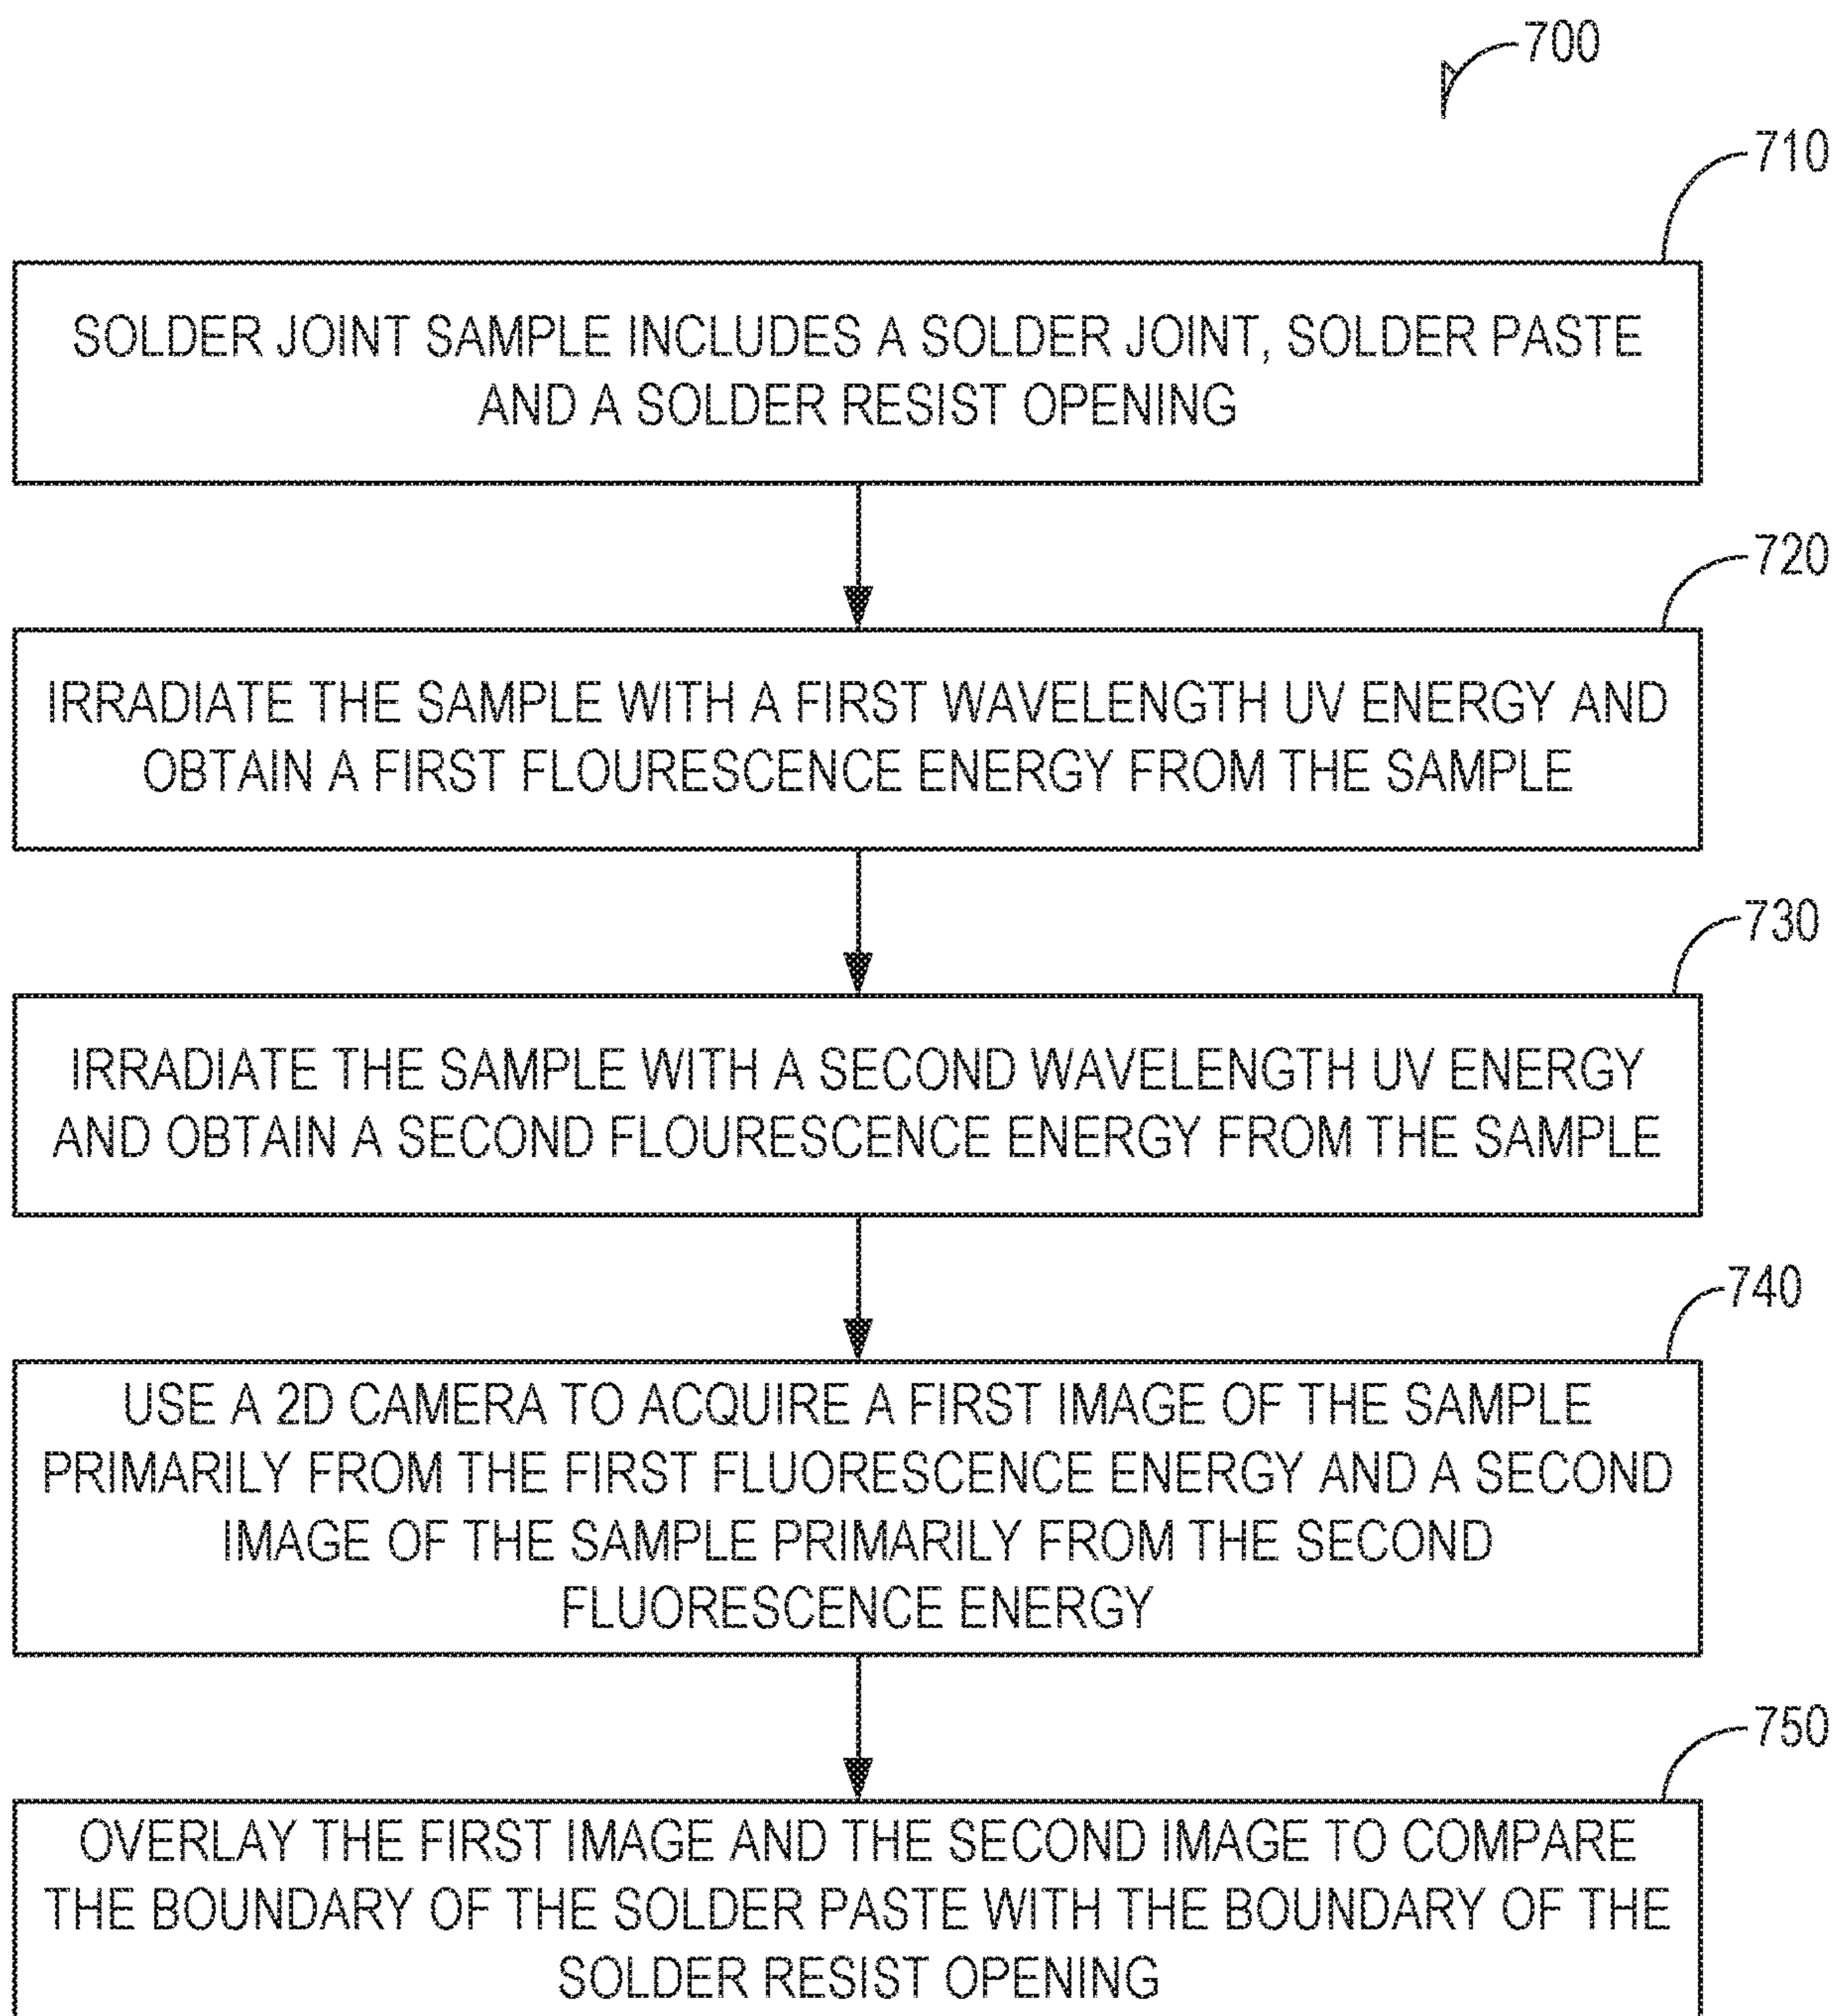 700
710
SOLDER JOINT SAMPLE INCLUDES A SOLDER JOINT, SOLDER PASTE
AND A SOLDER RESIST OPENING
720
IRRADIATE THE SAMPLE WITH A FIRST WAVELENGTH UV ENERGY AND
OBTAIN A FIRST FLOURESCENCE ENERGY FROM THE SAMPLE
730
IRRADIATE THE SAMPLE WITH A SECOND WAVELENGTH UV ENERGY
AND OBTAIN A SECOND FLOURESCENCE ENERGY FROM THE SAMPLE
740
USE A 2D CAMERA TO ACQUIRE A FIRST IMAGE OF THE SAMPLE
PRIMARILY FROM THE FIRST FLUORESCENCE ENERGY AND A SECOND
IMAGE OF THE SAMPLE PRIMARILY FROM THE SECOND
FLUORESCENCE ENERGY
750
OVERLAY THE FIRST IMAGE AND THE SECOND IMAGE TO COMPARE
THE BOUNDARY OF THE SOLDER PASTE WITH THE BOUNDARY OF THE
SOLDER RESIST OPENING